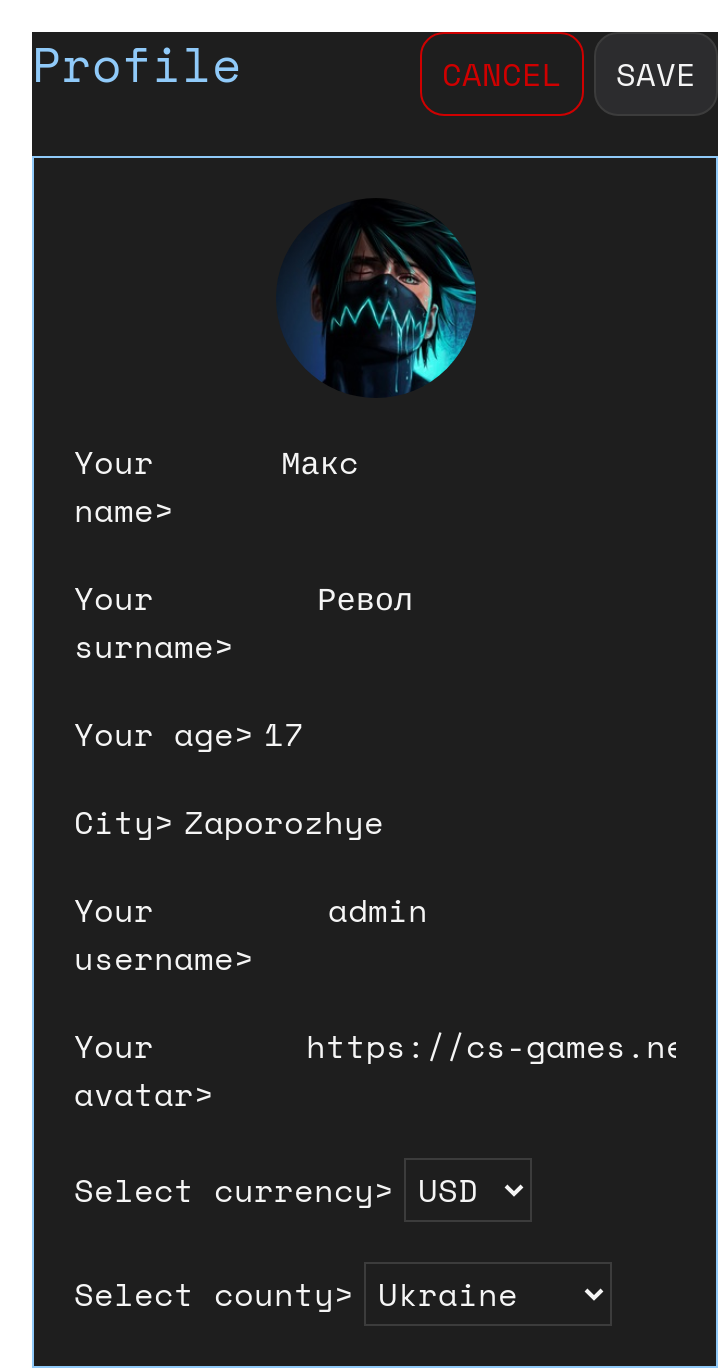 Profile
CANCEL
SAVE
Your name>
Макс
Your surname>
Револ
Your age> 17
City> Zaporozhye
Your username>
admin
Your avatar>
https://cs-games.ne
Select currency> USD
Select county> Ukraine